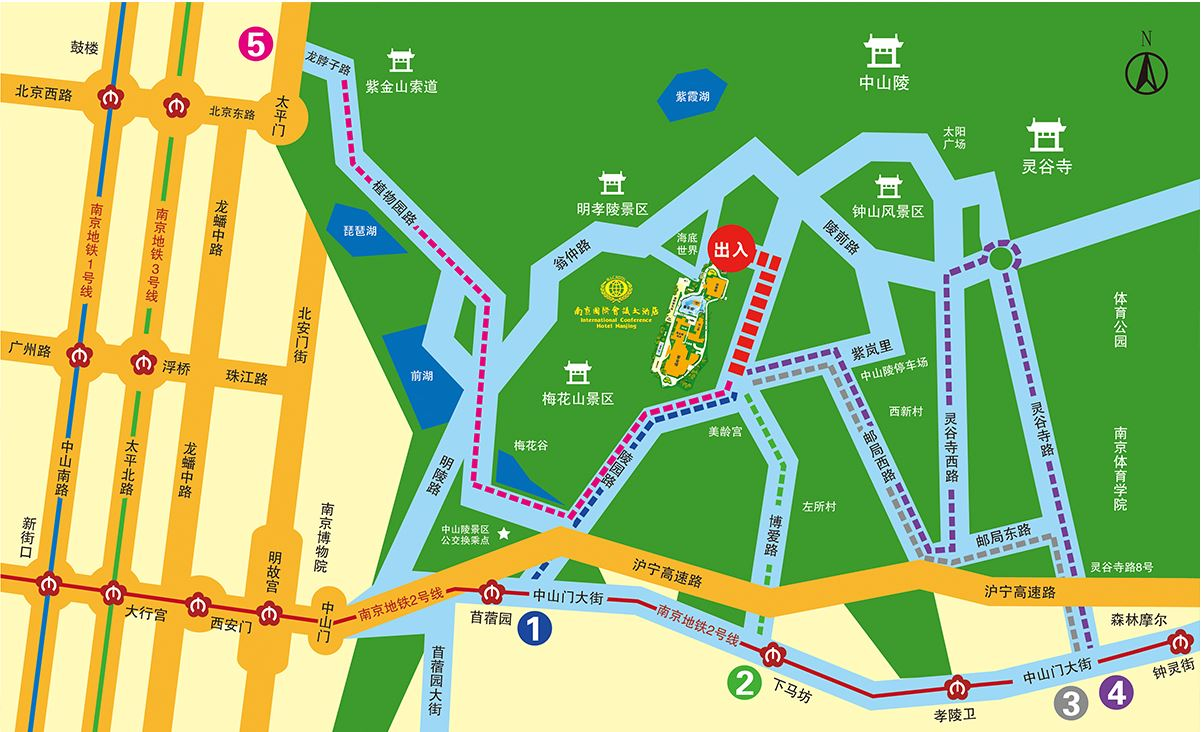 5
鼓楼
北京西路
北京东路
太平门
龙脖子路
紫金山索道
紫霞湖
中山陵
N
太阳
广场
灵谷寺
南京地铁1号线
南京地铁3号线
龙蟠中路
植物园路
琵琶湖
明孝陵景区
钟山风景区
翁仲路
海底
世界
出入
陵前路
南京国际会议大酒店
International Conference
Hotel Nanjing
体育公园
北安门街
广州路
浮桥
珠江路
前湖
梅花山景区
紫岚里
中山陵停车场
西新村
美龄宫
梅花谷
中山南路
太平北路
龙蟠中路
明陵路
陵园路
邮局西路
灵谷寺西路
灵谷寺路
南京体育学院
左所村
博爱路
邮局东路
新街口
南京博物院
中山陵景区
公交换乘点
明故宫
沪宁高速路
灵谷寺路8号
沪宁高速路
大行宫
西安门
中山门
南京地铁2号线
苜蓿园
中山门大街
南京地铁2号线
森林摩尔
1
苜蓿园大街
2
下马坊
孝陵卫
中山门大街
3
4
钟灵街